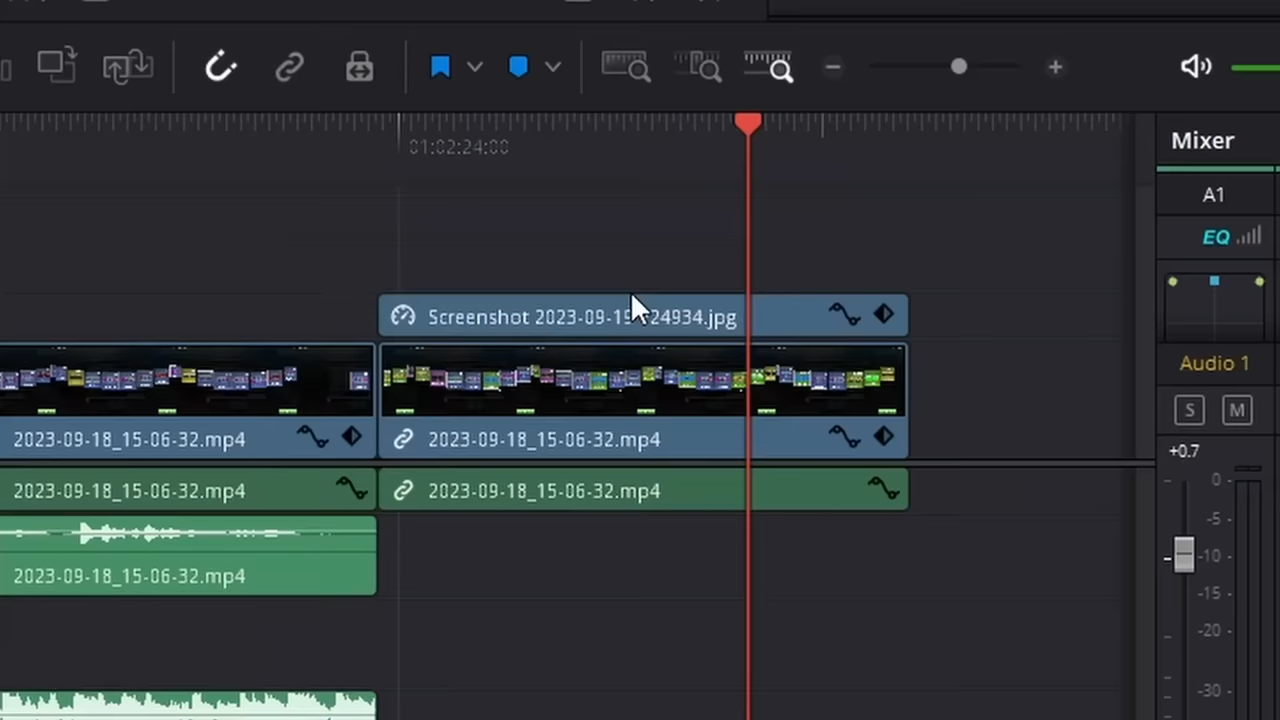 01:02:24:00
Mixer
A1
EQ
Screenshot 2023-09-15 24934.jpg
Audio 1
S M
2023-09-18_15-06-32.mp4 2023-09-18_15-06-32.mp4
+0.7
2023-09-18_15-06-32.mp4 2023-09-18_15-06-32.mp4
0
-5
-10
2023-09-18_15-06-32.mp4
-15
-20
-30